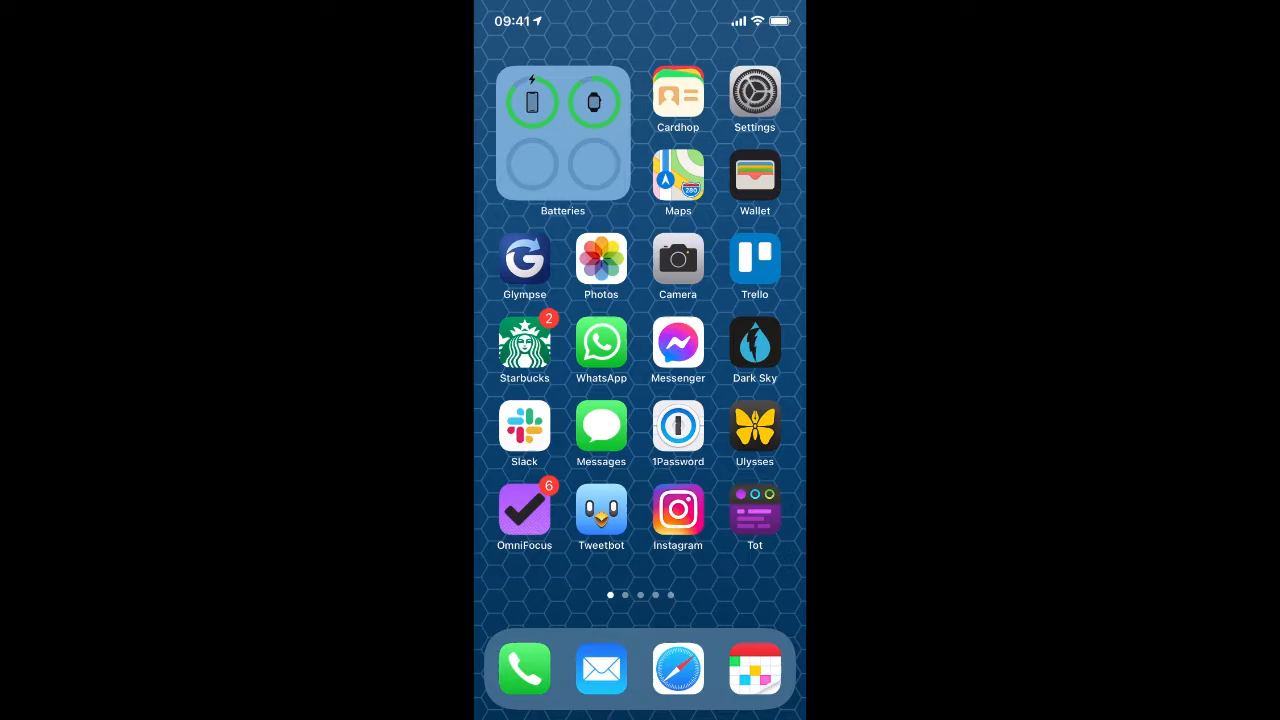 09:41
Cardhop
Settings
280
Maps
Wallet
Batteries
Glympse
Photos
Camera
Trello
2
Starbucks
WhatsApp
Messenger
Dark Sky
Slack
Messages
1Password
Ulysses
6
OmniFocus
Tweetbot
Instagram
Tot